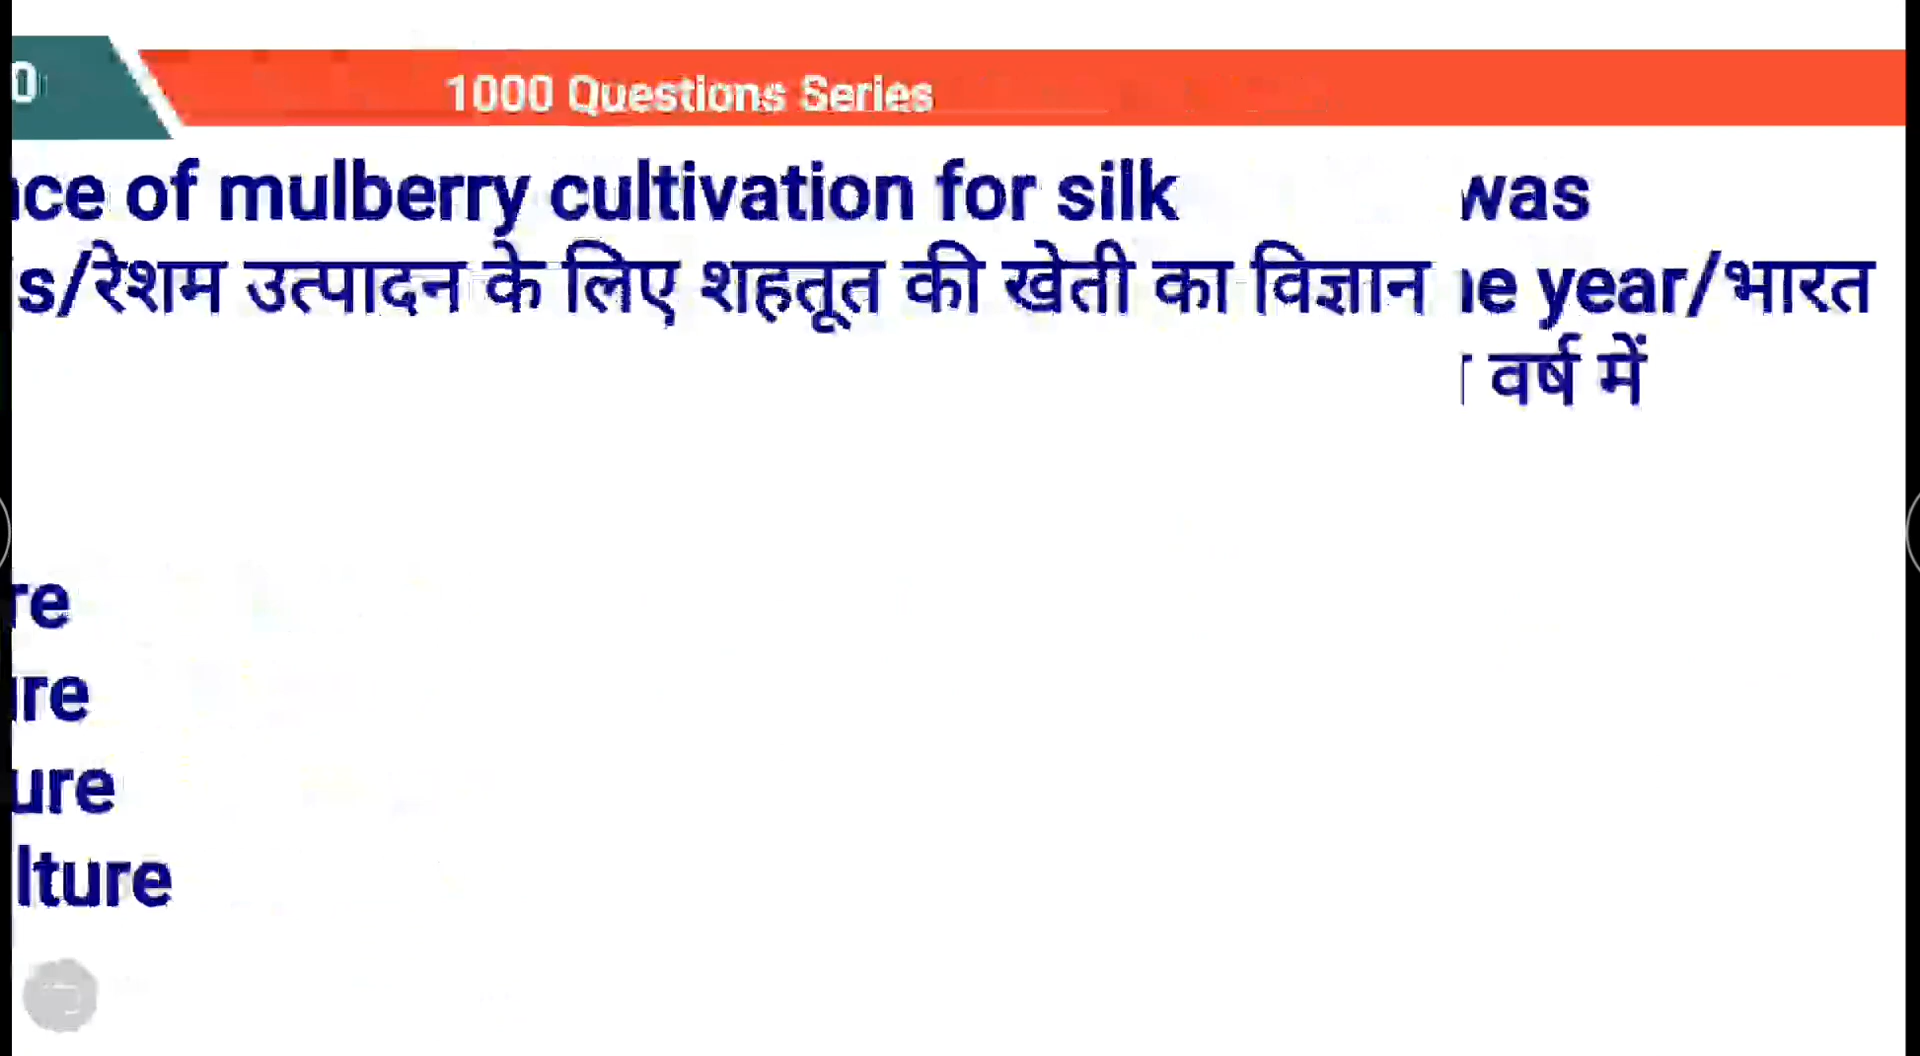 0
1000 Questions Series
ce of mulberry cultivation for silk was
s/रेशम उत्पादन के लिए शहतूत की खेती का विज्ञान e year/भारत
वर्ष में
re
re
ure
lture